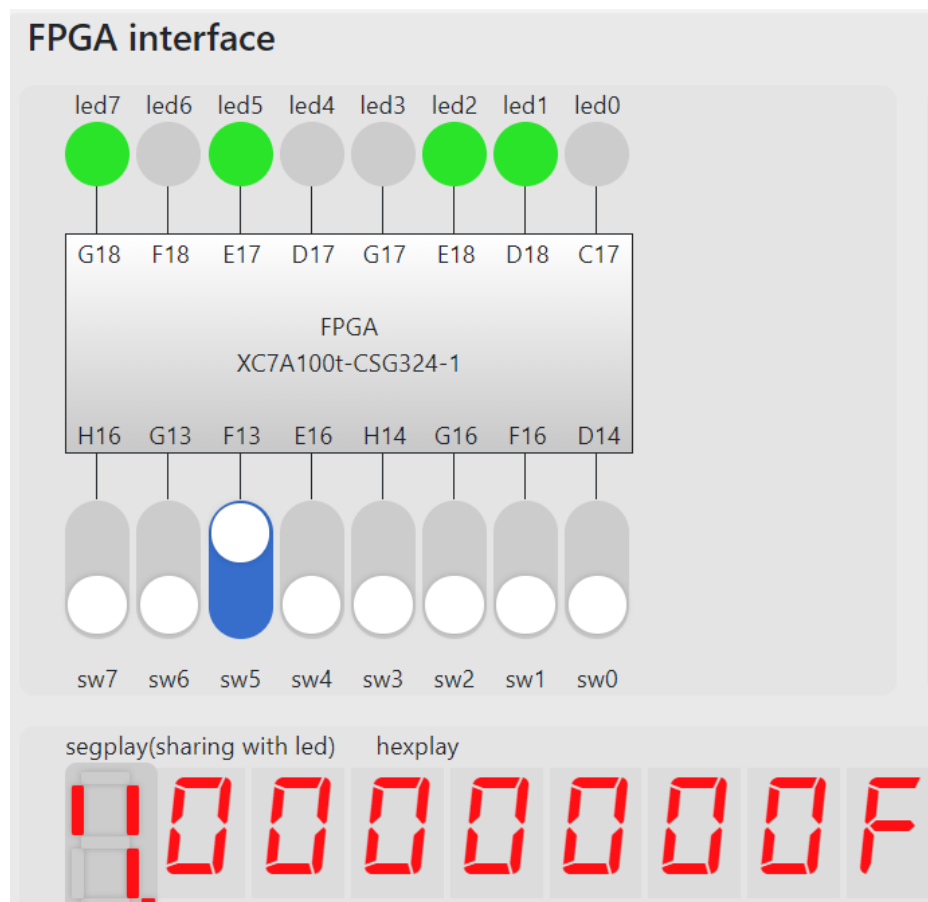 FPGA interface
led7 led6 led5 led4 led3 led2 led1 led0
G18 F18 E17 D17 G17 E18 D18 C17
FPGA
XC7A100t-CSG324-1
H16 G13 F13 E16 H14 G16 F16 D14
sw7 sw6 sw5 sw4 sw3 sw2 sw1 sw0
segplay(sharing with led) hexplay
0000000F